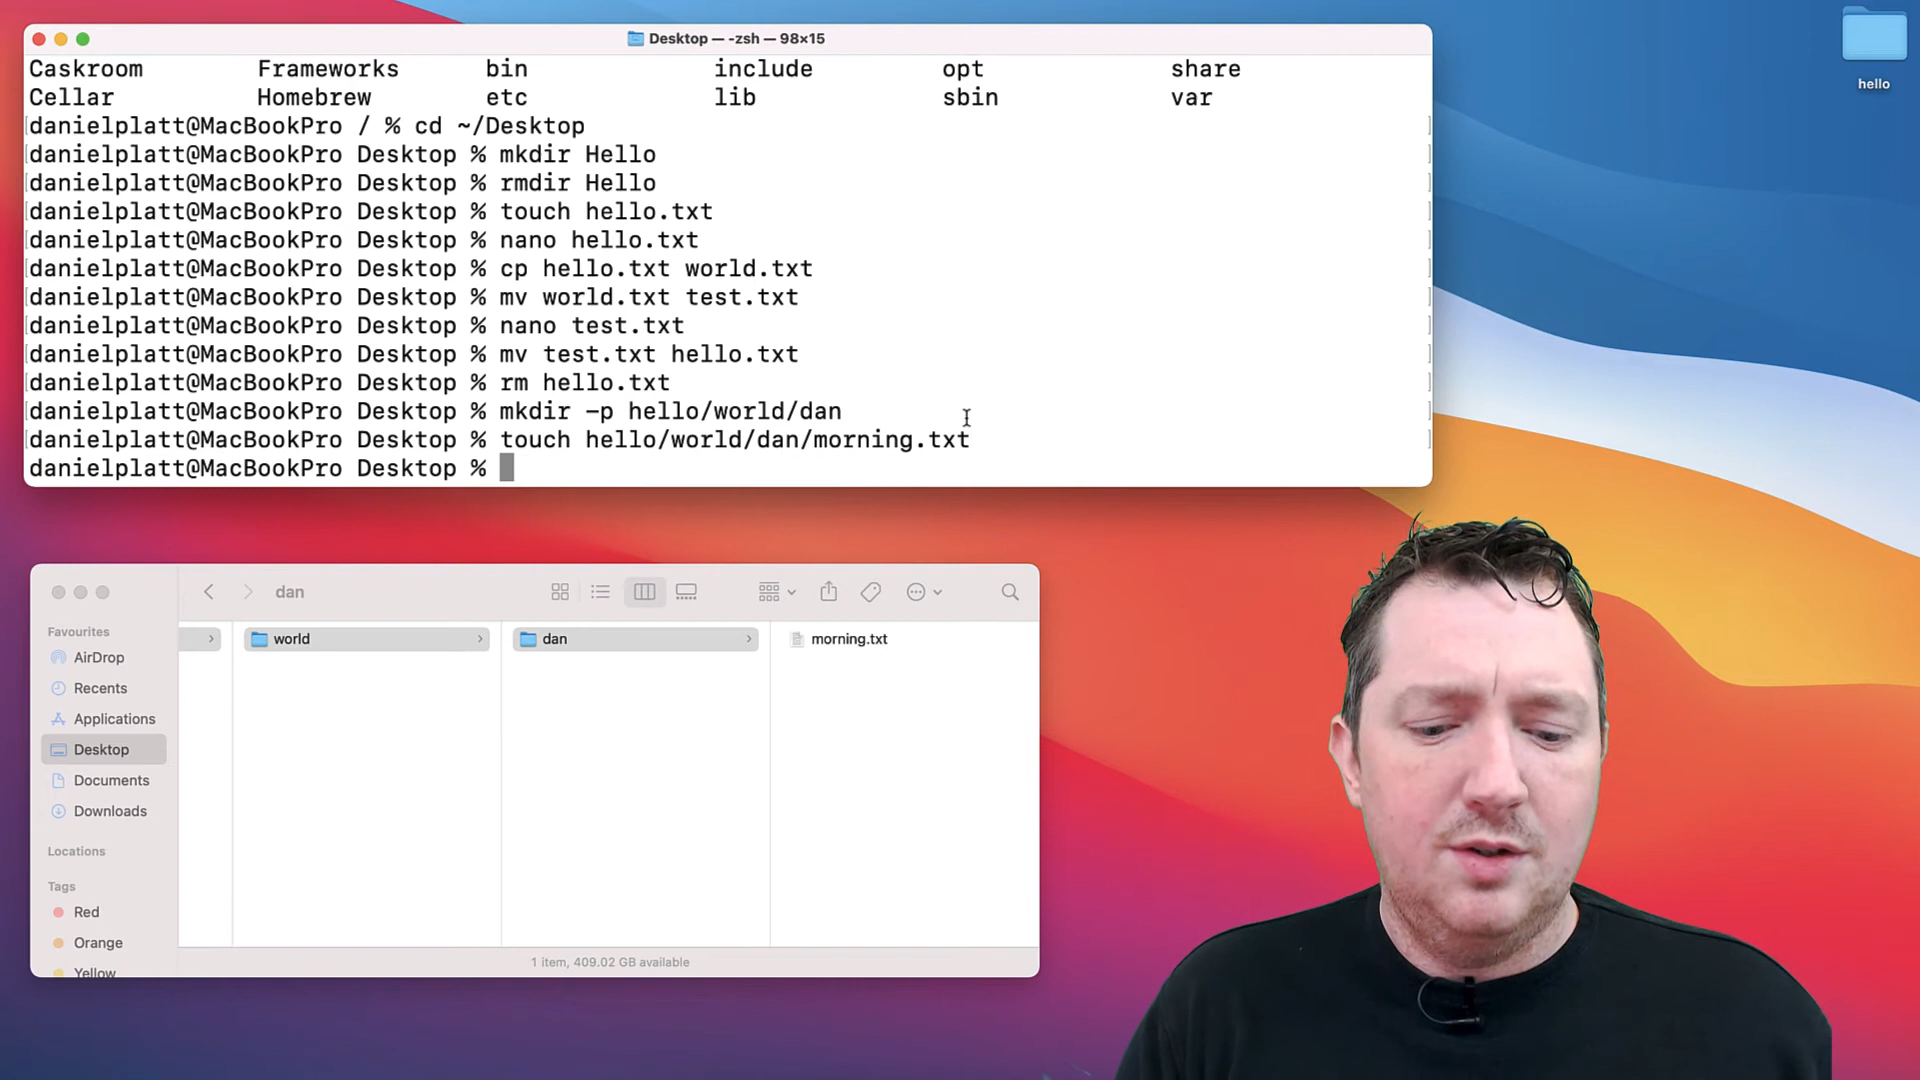 Desktop — -zsh — 98×15
Caskroom Frameworks bin include opt share
Cellar Homebrew etc lib sbin var
danielplatt@MacBookPro / % cd ~/Desktop
danielplatt@MacBookPro Desktop % mkdir Hello
danielplatt@MacBookPro Desktop % rmdir Hello
danielplatt@MacBookPro Desktop % touch hello.txt
danielplatt@MacBookPro Desktop % nano hello.txt
danielplatt@MacBookPro Desktop % cp hello.txt world.txt
danielplatt@MacBookPro Desktop % mv world.txt test.txt
danielplatt@MacBookPro Desktop % nano test.txt
danielplatt@MacBookPro Desktop % mv test.txt hello.txt
danielplatt@MacBookPro Desktop % rm hello.txt
danielplatt@MacBookPro Desktop % mkdir -p hello/world/dan
danielplatt@MacBookPro Desktop % touch hello/world/dan/morning.txt
danielplatt@MacBookPro Desktop %
hello
dan
Favourites
AirDrop
Recents
Applications
Desktop
Documents
Downloads
Locations
Tags
Red
Orange
Yellow
world
dan
morning.txt
1 item, 409.02 GB available